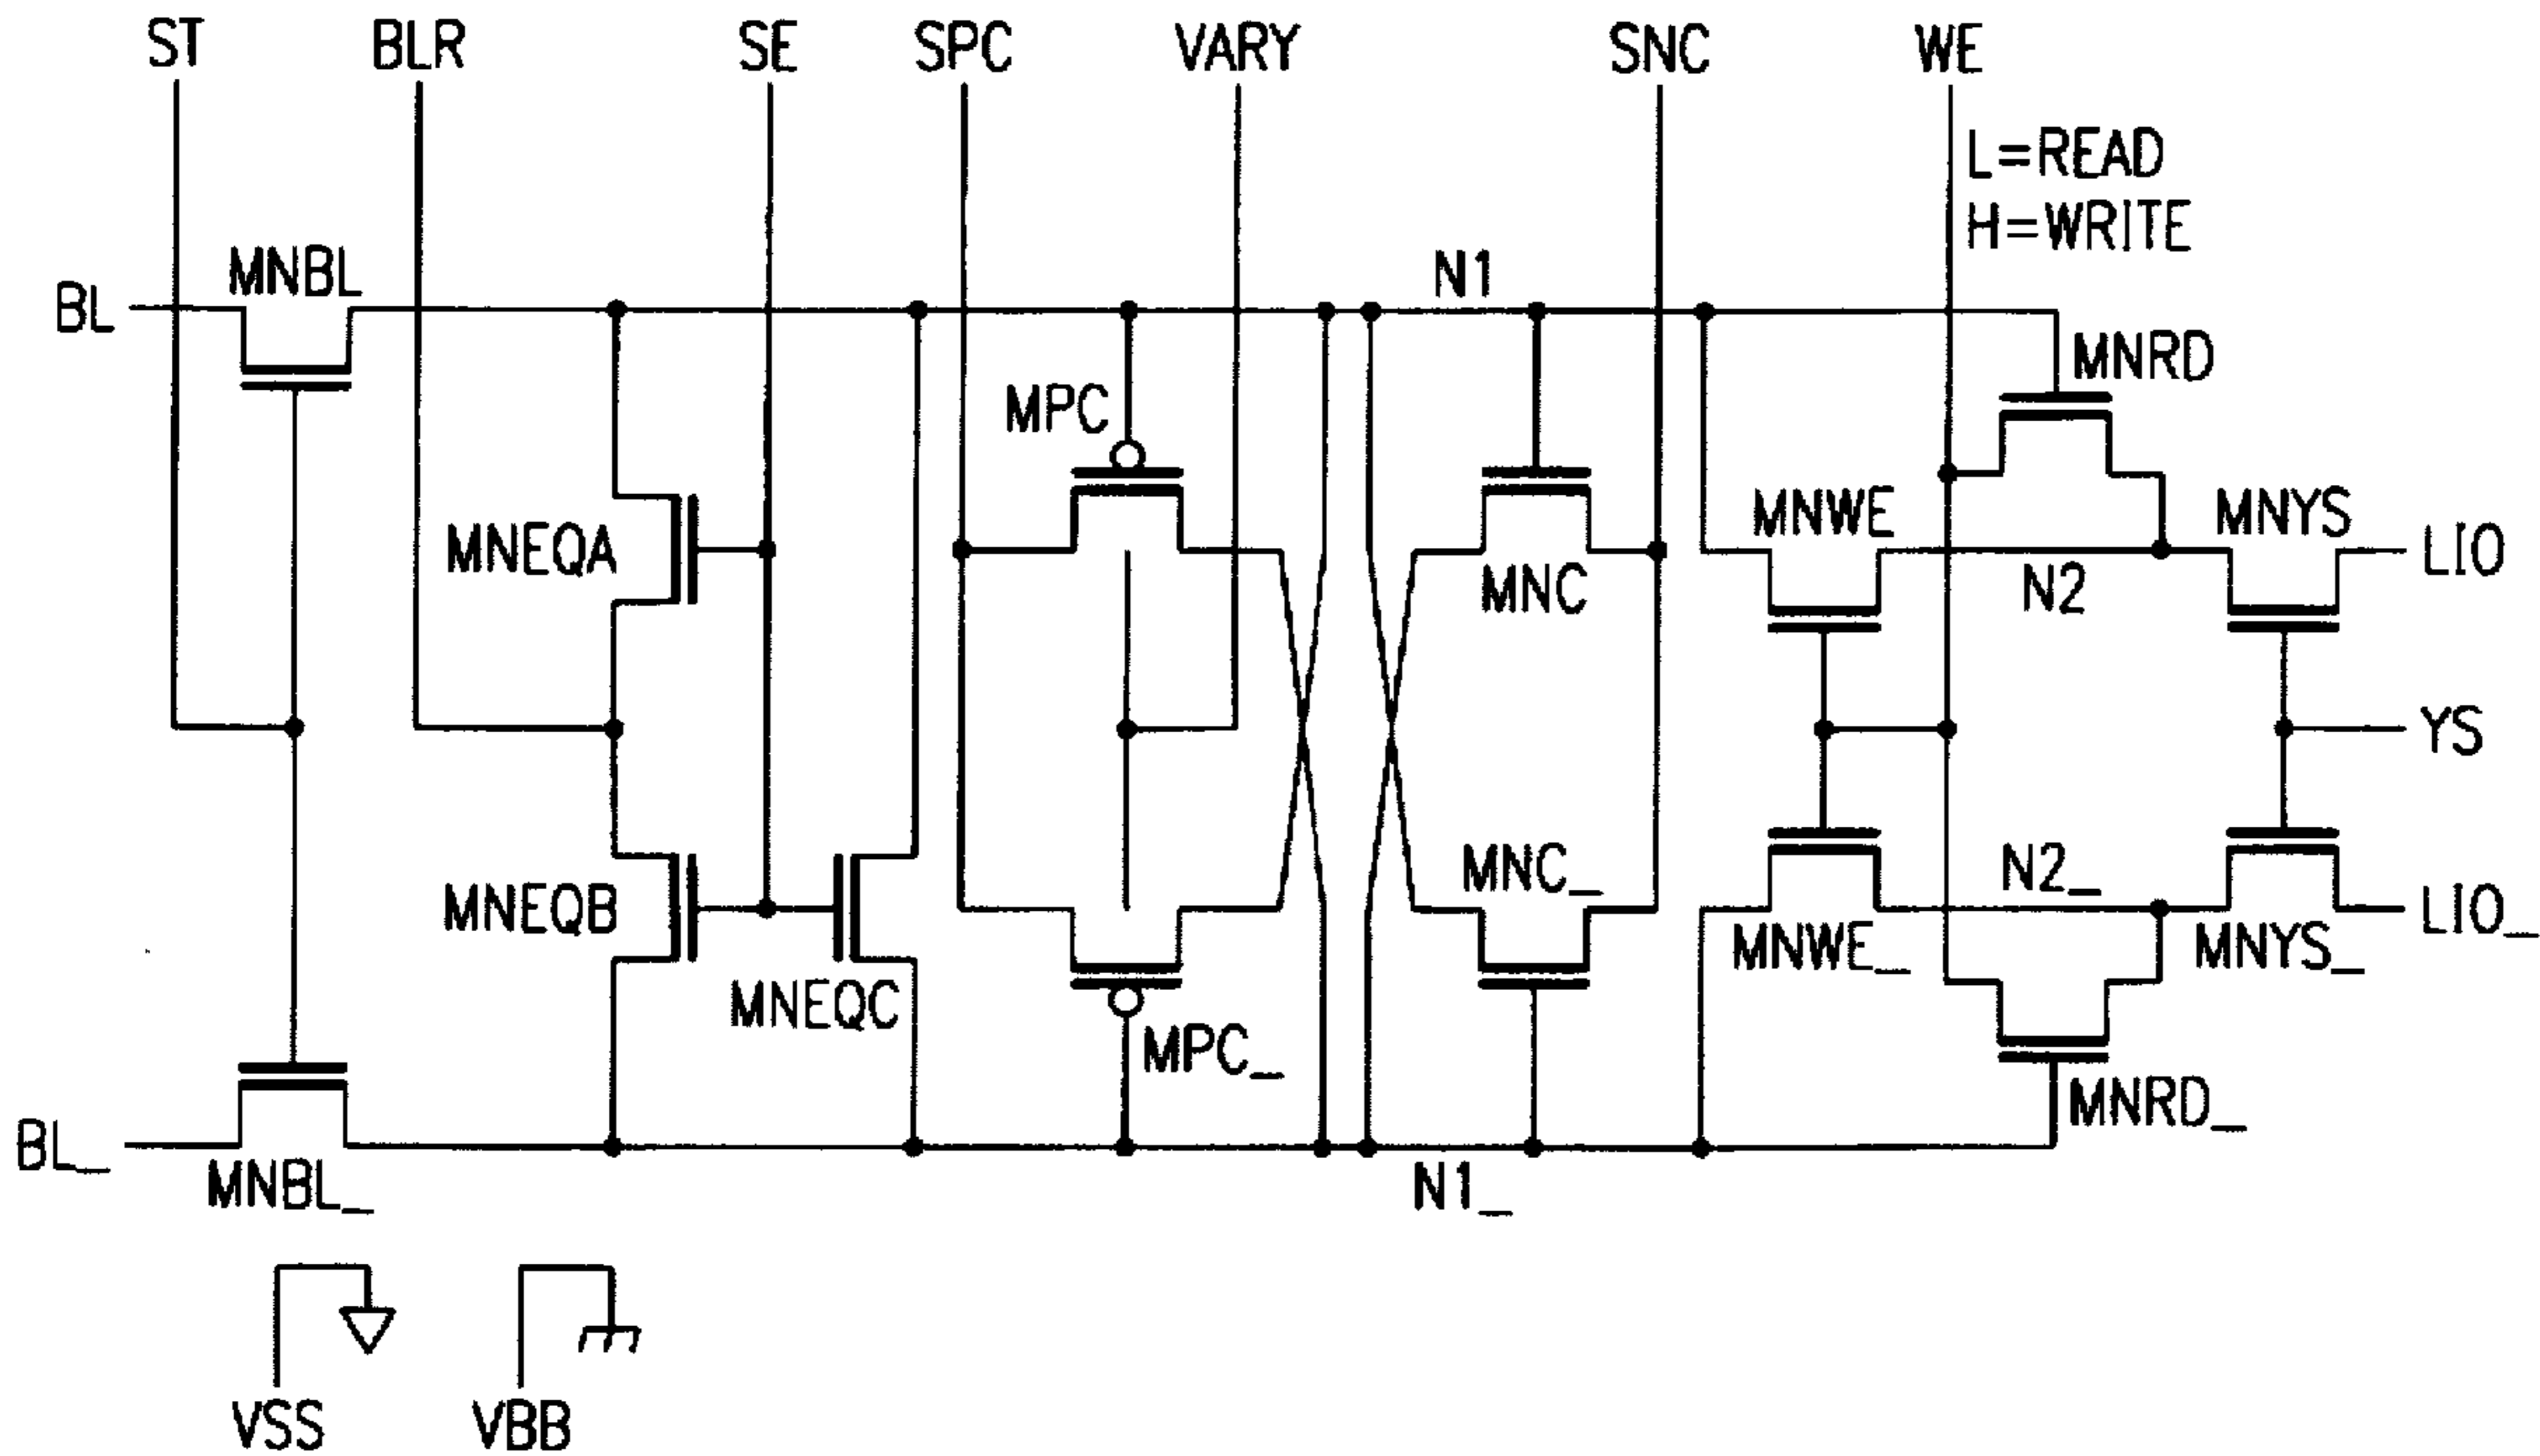 ST BLR SE SPC VARY SNC WE
L=READ
H=WRITE
MNBL
N1
BL
MNRD
MPC
MNWE
MNYS
MNEQA
LIO
MNC
N2
YS
MNC_
N2_
MNEQB
LIO_
MNWE_
MNYS_
MNEQC
MPC_
MNRD_
BL_
MNBL_
N1_
VSS
VBB